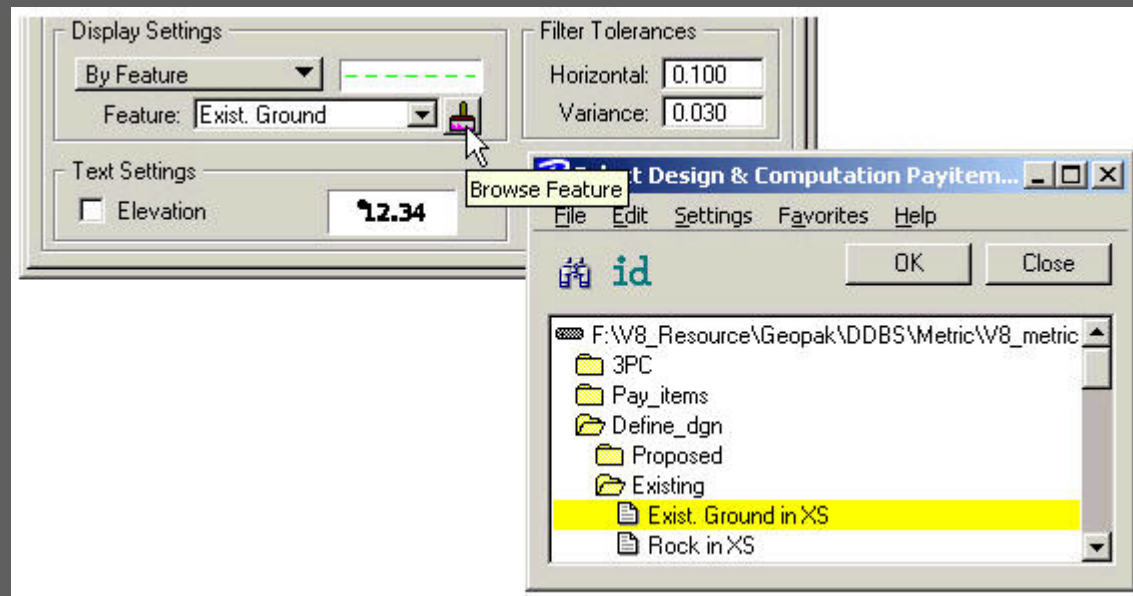 Display Settings
By Feature
Feature: Exist. Ground
Filter Tolerances
Horizontal: 0.100
Variance: 0.030
Text Settings
Elevation
12.34
Browse Feature
Design & Computation Payitem...
File Edit Settings Favorites Help
id
OK
Close
F:\V8_Resource\Geopak\DDBS\Metric\V8_metric
3PC
Pay_items
Define_dgn
Proposed
Existing
Exist. Ground in XS
Rock in XS